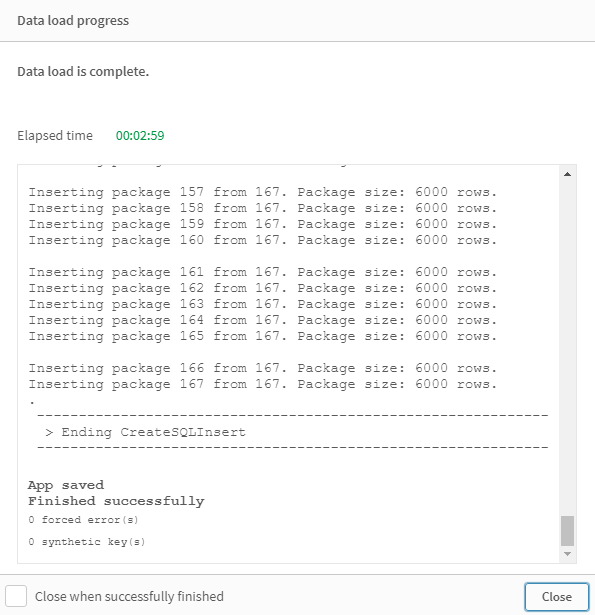 Data load progress
Data load is complete.
Elapsed time 00:02:59
Inserting package 157 from 167. Package size: 6000 rows.
Inserting package 158 from 167. Package size: 6000 rows.
Inserting package 159 from 167. Package size: 6000 rows.
Inserting package 160 from 167. Package size: 6000 rows.
Inserting package 161 from 167. Package size: 6000 rows.
Inserting package 162 from 167. Package size: 6000 rows.
Inserting package 163 from 167. Package size: 6000 rows.
Inserting package 164 from 167. Package size: 6000 rows.
Inserting package 165 from 167. Package size: 6000 rows.
Inserting package 166 from 167. Package size: 6000 rows.
Inserting package 167 from 167. Package size: 6000 rows.
.
-------------------------------------------------------------
> Ending CreateSQLInsert
-------------------------------------------------------------
App saved
Finished successfully
0 forced error(s)
0 synthetic key(s)
Close when successfully finished
Close